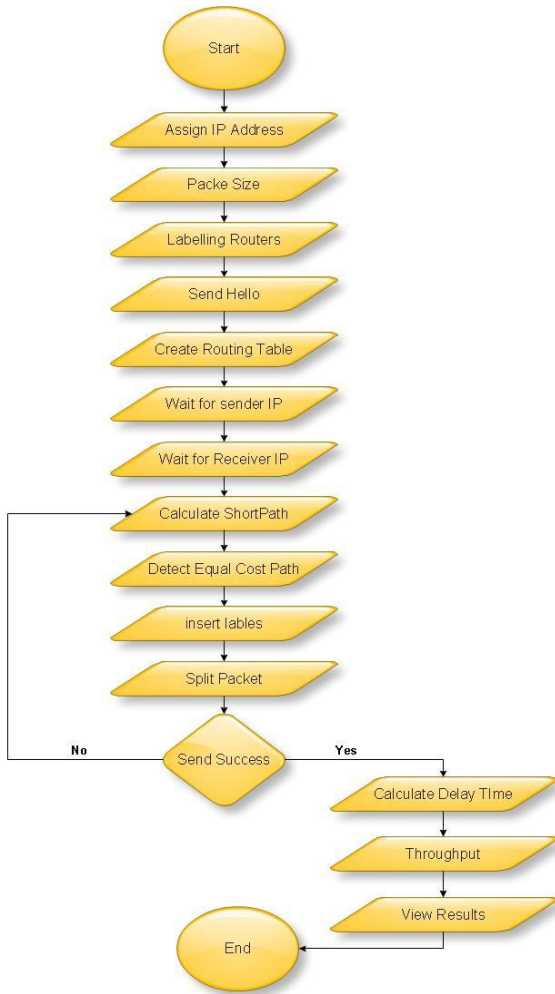 Start
Assign IP Address
Packe Size
Labelling Routers
Send Hello
Create Routing Table
Wait for sender IP
Wait for Receiver IP
Calculate ShortPath
Detect Equal Cost Path
insert lables
Split Packet
No
Send Success
Yes
Calculate Delay TIme
Throughput
View Results
End